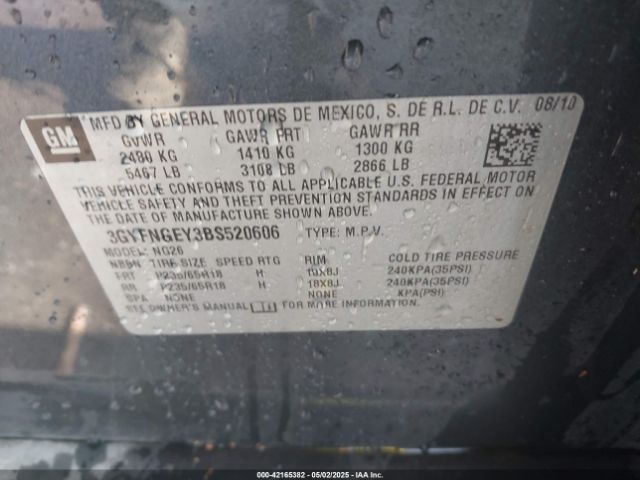 GM
MFD BY GENERAL MOTORS DE MEXICO, S. DE R.L. DE C.V. 08/10
GVWR GAWR FRT GAWR RR
2480 KG 1410 KG 1300 KG
5467 LB 3108 LB 2866 LB
THIS VEHICLE CONFORMS TO ALL APPLICABLE U.S. FEDERAL MOTOR
VEHICLE SAFETY AND THEFT PREVENTION STANDARDS IN EFFECT ON
THE DATE OF MANUFACTURE SHOWN ABOVE.
3GYFNGEY3BS520606 TYPE: M.P.V.
MODEL: NG26
TIRE SIZE SPEED RTG RIM COLD TIRE PRESSURE
FRT P235/65R18 H 18X8J 240KPA(35PSI)
RR P235/65R18 H 18X8J 240KPA(35PSI)
SPA NONE NONE KPA(PSI)
SEE OWNER'S MANUAL FOR MORE INFORMATION.
000-42165382 - 05/02/2025 - IAA Inc.